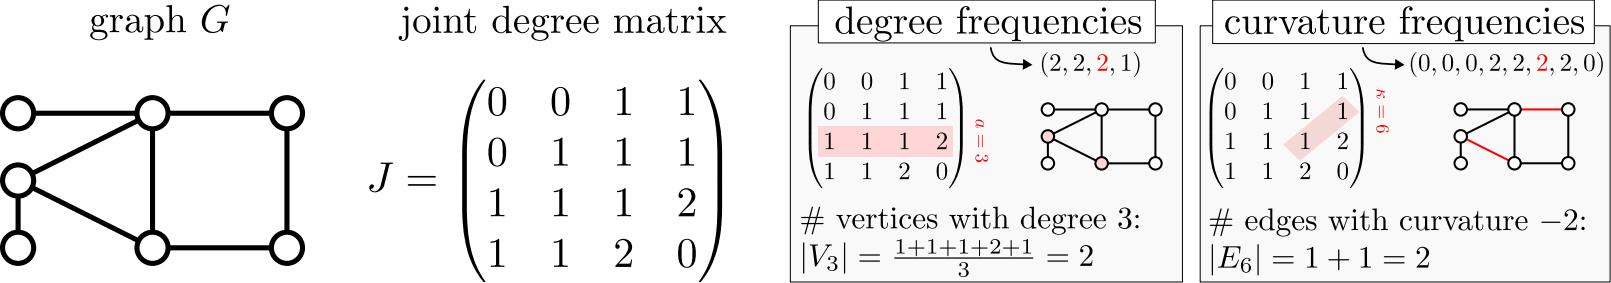 graph G
joint degree matrix
J =
0 0 1 1
0 1 1 1
1 1 1 2
1 1 2 0
degree frequencies
(2, 2, 2, 1)
0 0 1 1
0 1 1 1
1 1 1 2
1 1 2 0
a = 3
# vertices with degree 3:
|V₃| = (1+1+1+2+1)/3 = 2
curvature frequencies
(0, 0, 0, 2, 2, 2, 2, 0)
0 0 1 1
0 1 1 1
1 1 1 2
1 1 2 0
κ = 6
# edges with curvature −2:
|E₆| = 1 + 1 = 2